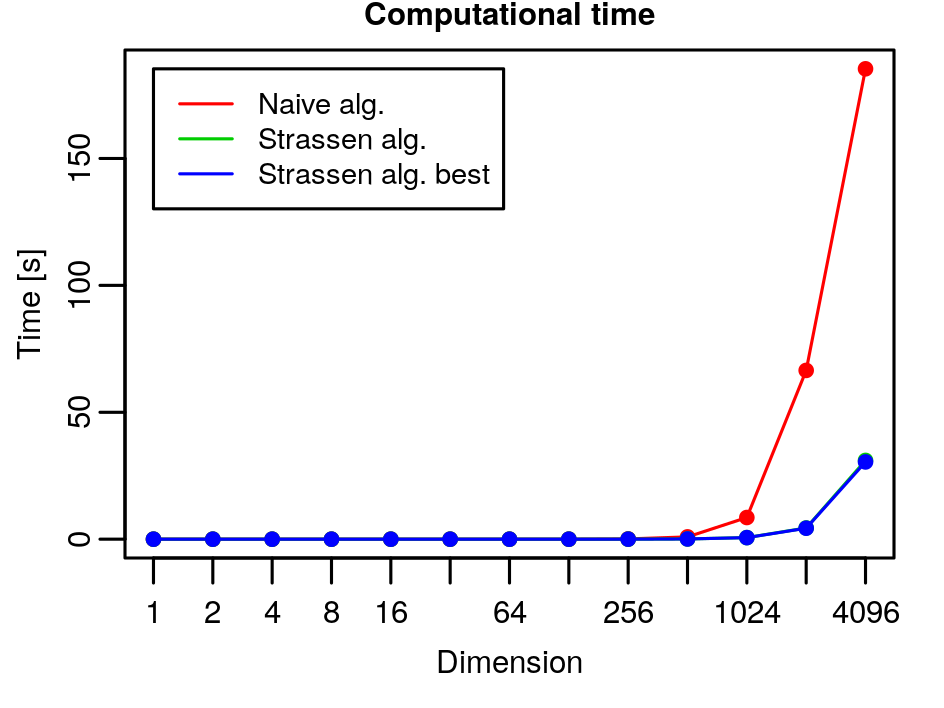 Computational time
Naive alg.
Strassen alg.
Strassen alg. best
Time [s]
150
100
50
0
1 2 4 8 16 64 256 1024 4096
Dimension